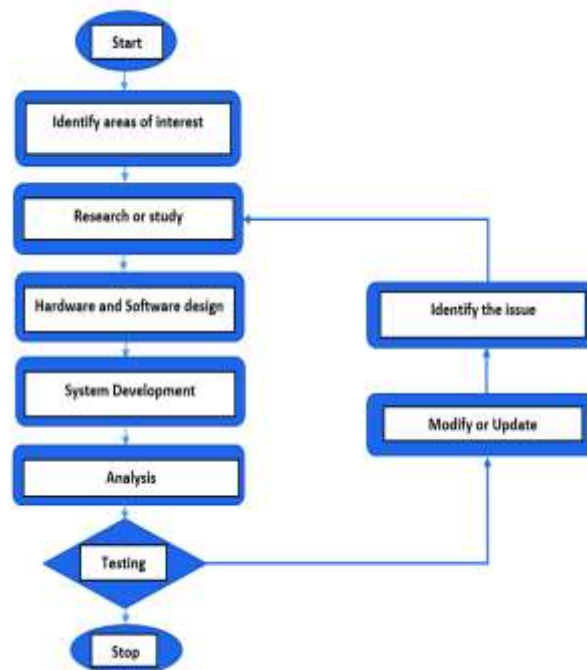 Start
Identify areas of interest
Research or study
Hardware and Software design
System Development
Analysis
Testing
Stop
Identify the issue
Modify or Update